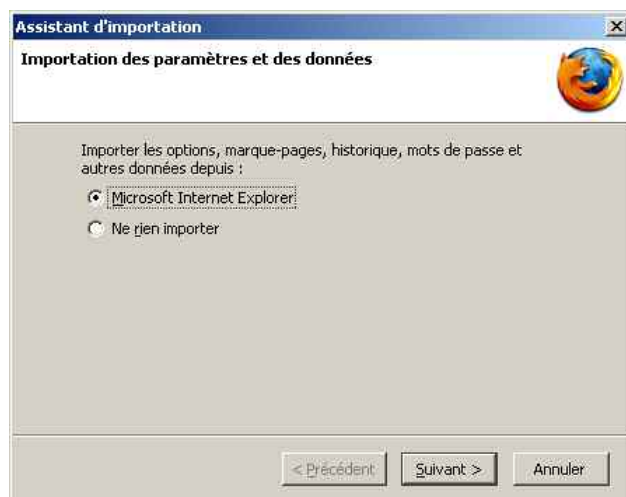 Assistant d'importation
Importation des paramètres et des données
Importer les options, marque-pages, historique, mots de passe et
autres données depuis :
Microsoft Internet Explorer
Ne rien importer
< Précédent
Suivant >
Annuler